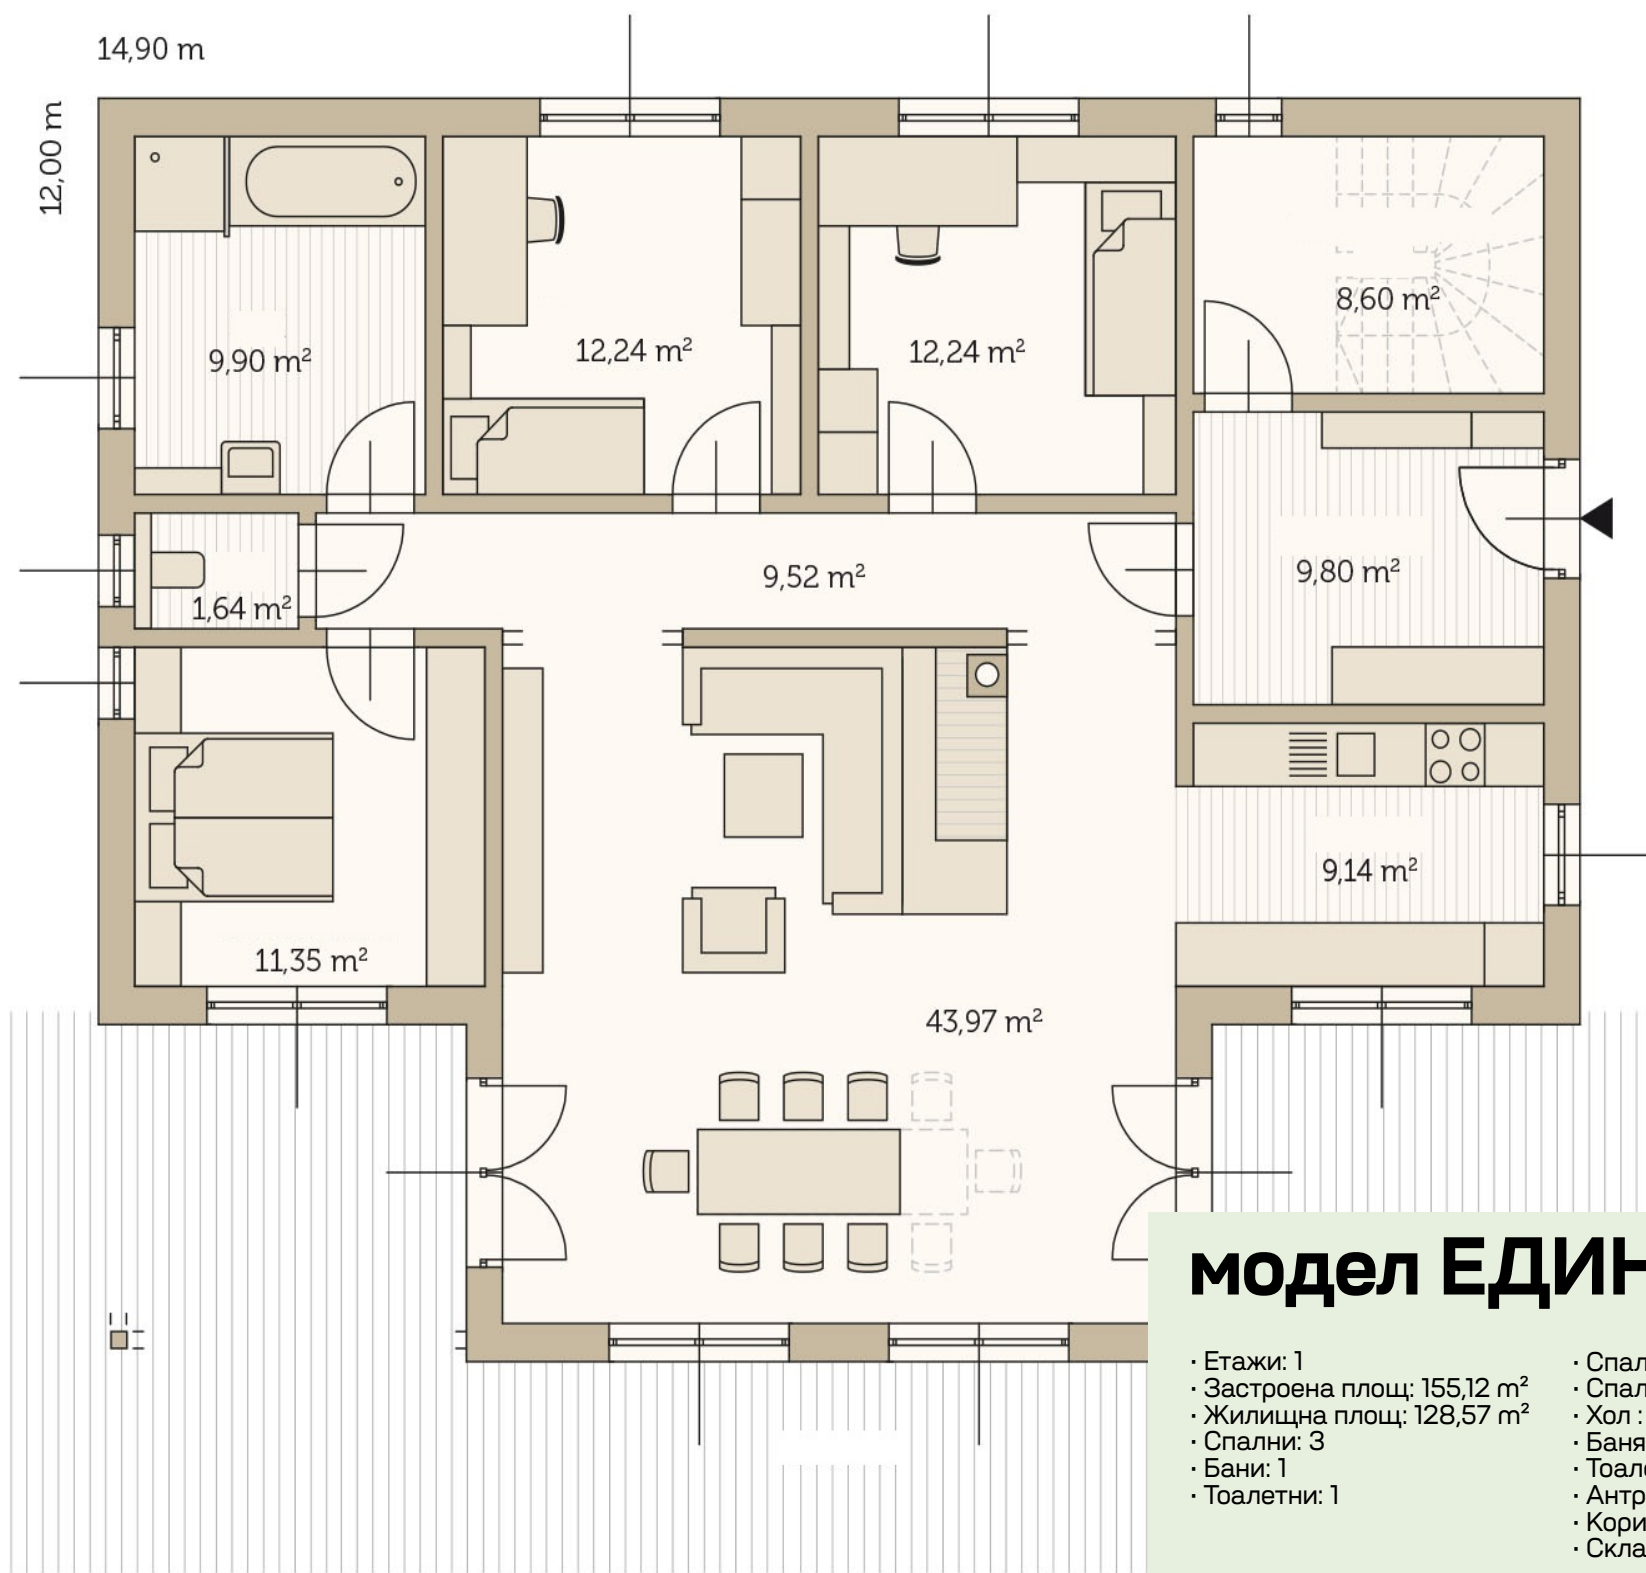 14,90 m
12,00 m
8,60 m²
9,90 m²
12,24 m²
12,24 m²
9,52 m²
9,80 m²
1,64 m²
9,14 m²
11,35 m²
43,97 m²
модел ЕДИН
· Етажи: 1
· Застроена площ: 155,12 m²
· Жилищна площ: 128,57 m²
· Спални: 3
· Бани: 1
· Тоалетни: 1
· Хол :
· Баня